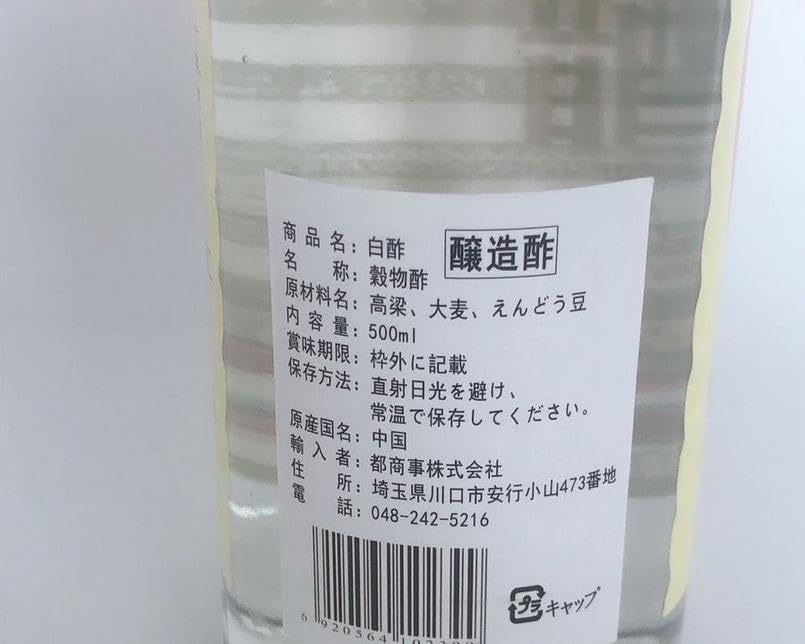 商品名：白酢
醸造酢
名称：穀物酢
原材料名：高梁、大麦、えんどう豆
内容量：500ml
賞味期限：枠外に記載
保存方法：直射日光を避け、
常温で保存してください。
原産国名：中国
輸入者：都商事株式会社
住所：埼玉県川口市安行小山473番地
電話：048-242-5216
プラ キャップ